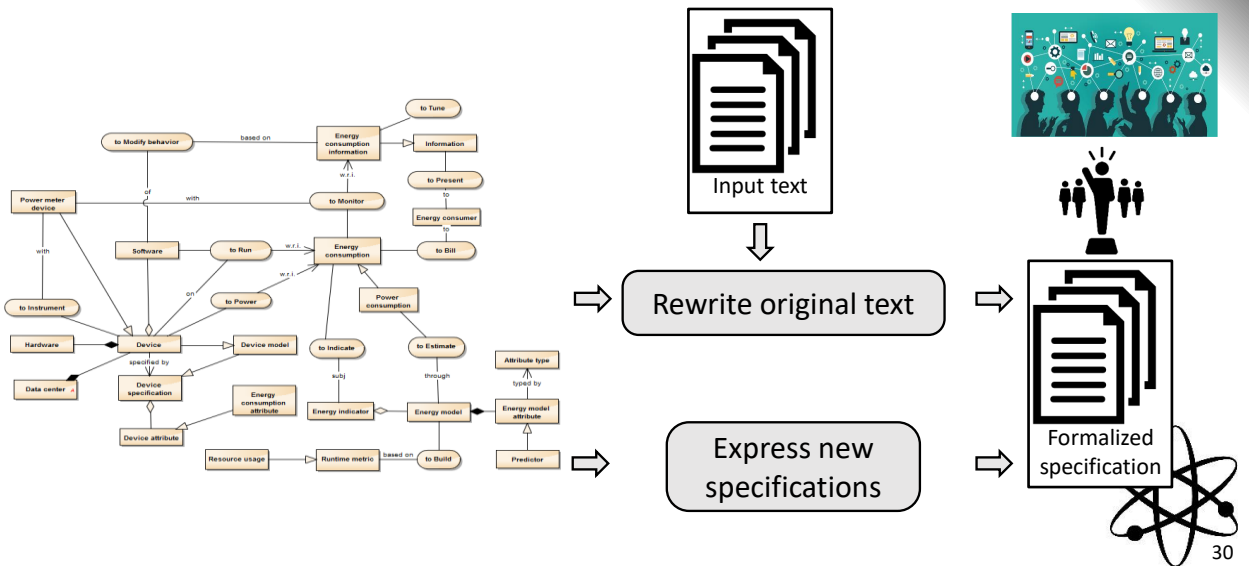 to Tune
to Modify behavior
based on
Energy
consumption
information
Information
w.r.i.
of
to Present
Power meter
device
with
to Monitor
to
Energy consumer
to
with
Software
to Run
w.r.i.
Energy
consumption
to Bill
w.r.i.
on
to Power
Power
consumption
to Instrument
Hardware
Device
Device model
to Indicate
to Estimate
specified by
Attribute type
Data center
Device
specification
subj
through
typed by
Energy
consumption
attribute
Energy indicator
Energy model
Energy model
attribute
Device attribute
Resource usage
Runtime metric
based on
to Build
Predictor
Input text
Rewrite original text
Express new
specifications
Formalized
specification
30